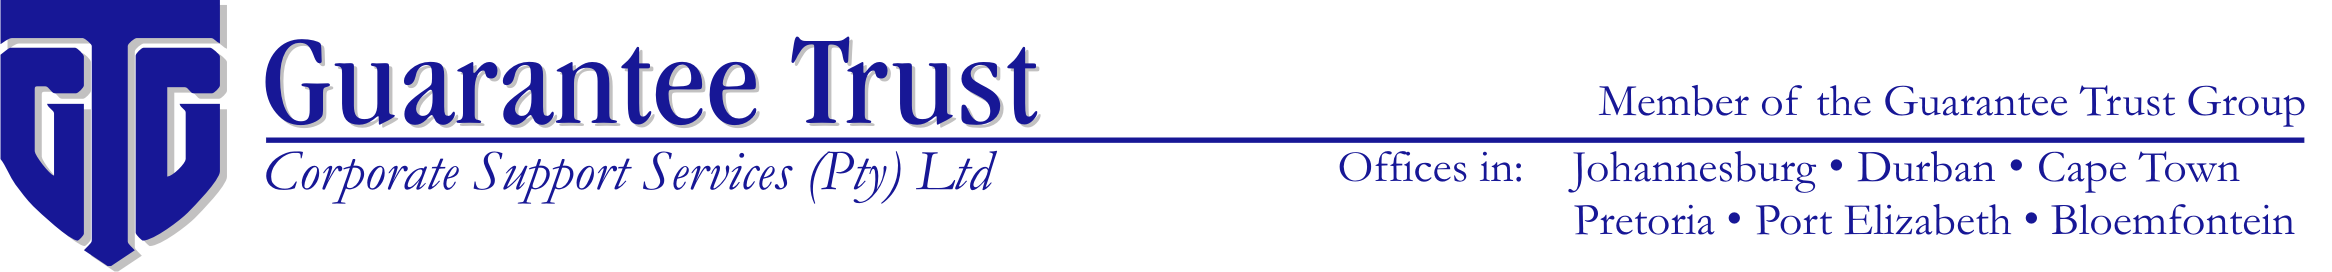 Guarantee Trust
Corporate Support Services (Pty) Ltd
Member of the Guarantee Trust Group
Offices in: Johannesburg • Durban • Cape Town
Pretoria • Port Elizabeth • Bloemfontein